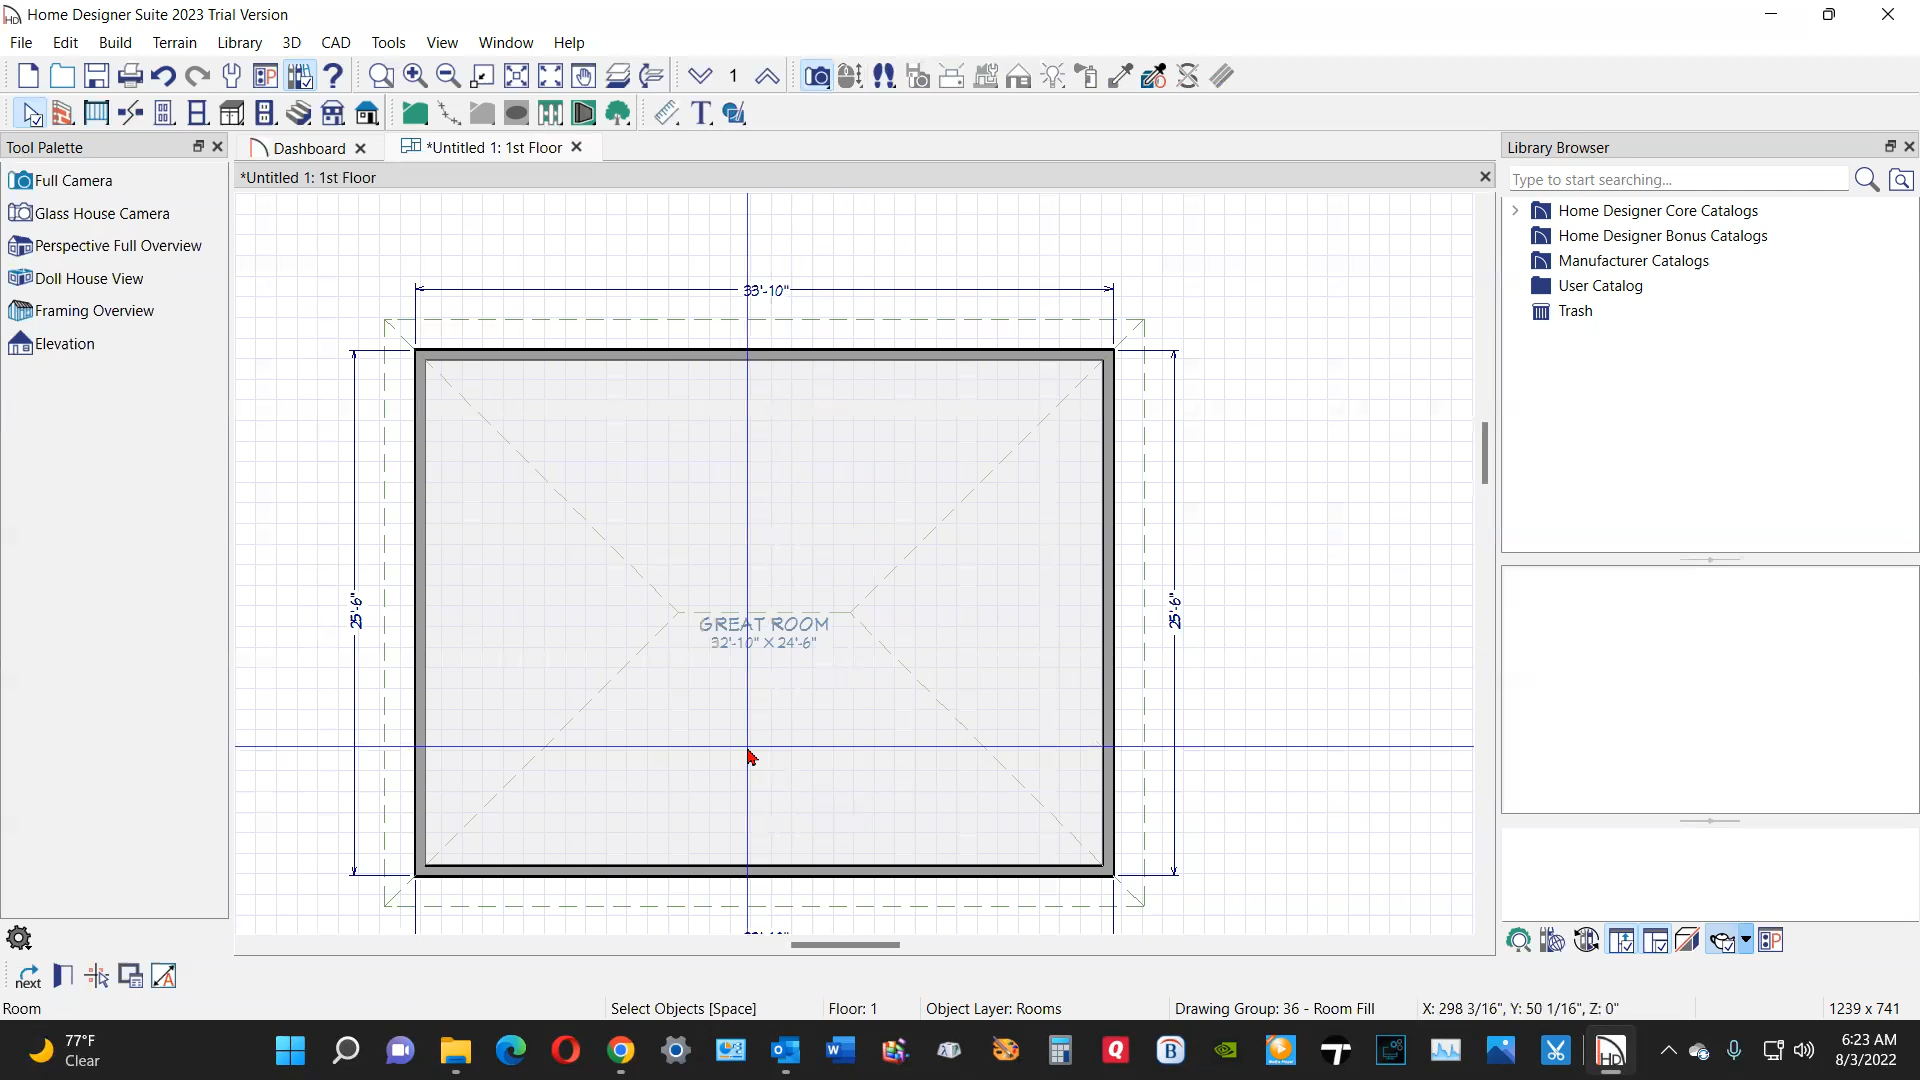 Home Designer Suite 2023 Trial Version
File Edit Build Terrain Library 3D CAD Tools View Window Help
1
Tool Palette
Dashboard
*Untitled 1: 1st Floor
Library Browser
*Untitled 1: 1st Floor
Type to start searching...
Full Camera
Glass House Camera
Perspective Full Overview
Doll House View
Framing Overview
Elevation
Home Designer Core Catalogs
Home Designer Bonus Catalogs
Manufacturer Catalogs
User Catalog
Trash
33'-10"
25'-6"
25'-6"
GREAT ROOM
32'-10" X 24'-6"
next
Room
Select Objects [Space]
Floor: 1
Object Layer: Rooms
Drawing Group: 36 - Room Fill
X: 298 3/16", Y: 50 1/16", Z: 0"
1239 x 741
77°F
Clear
6:23 AM
8/3/2022